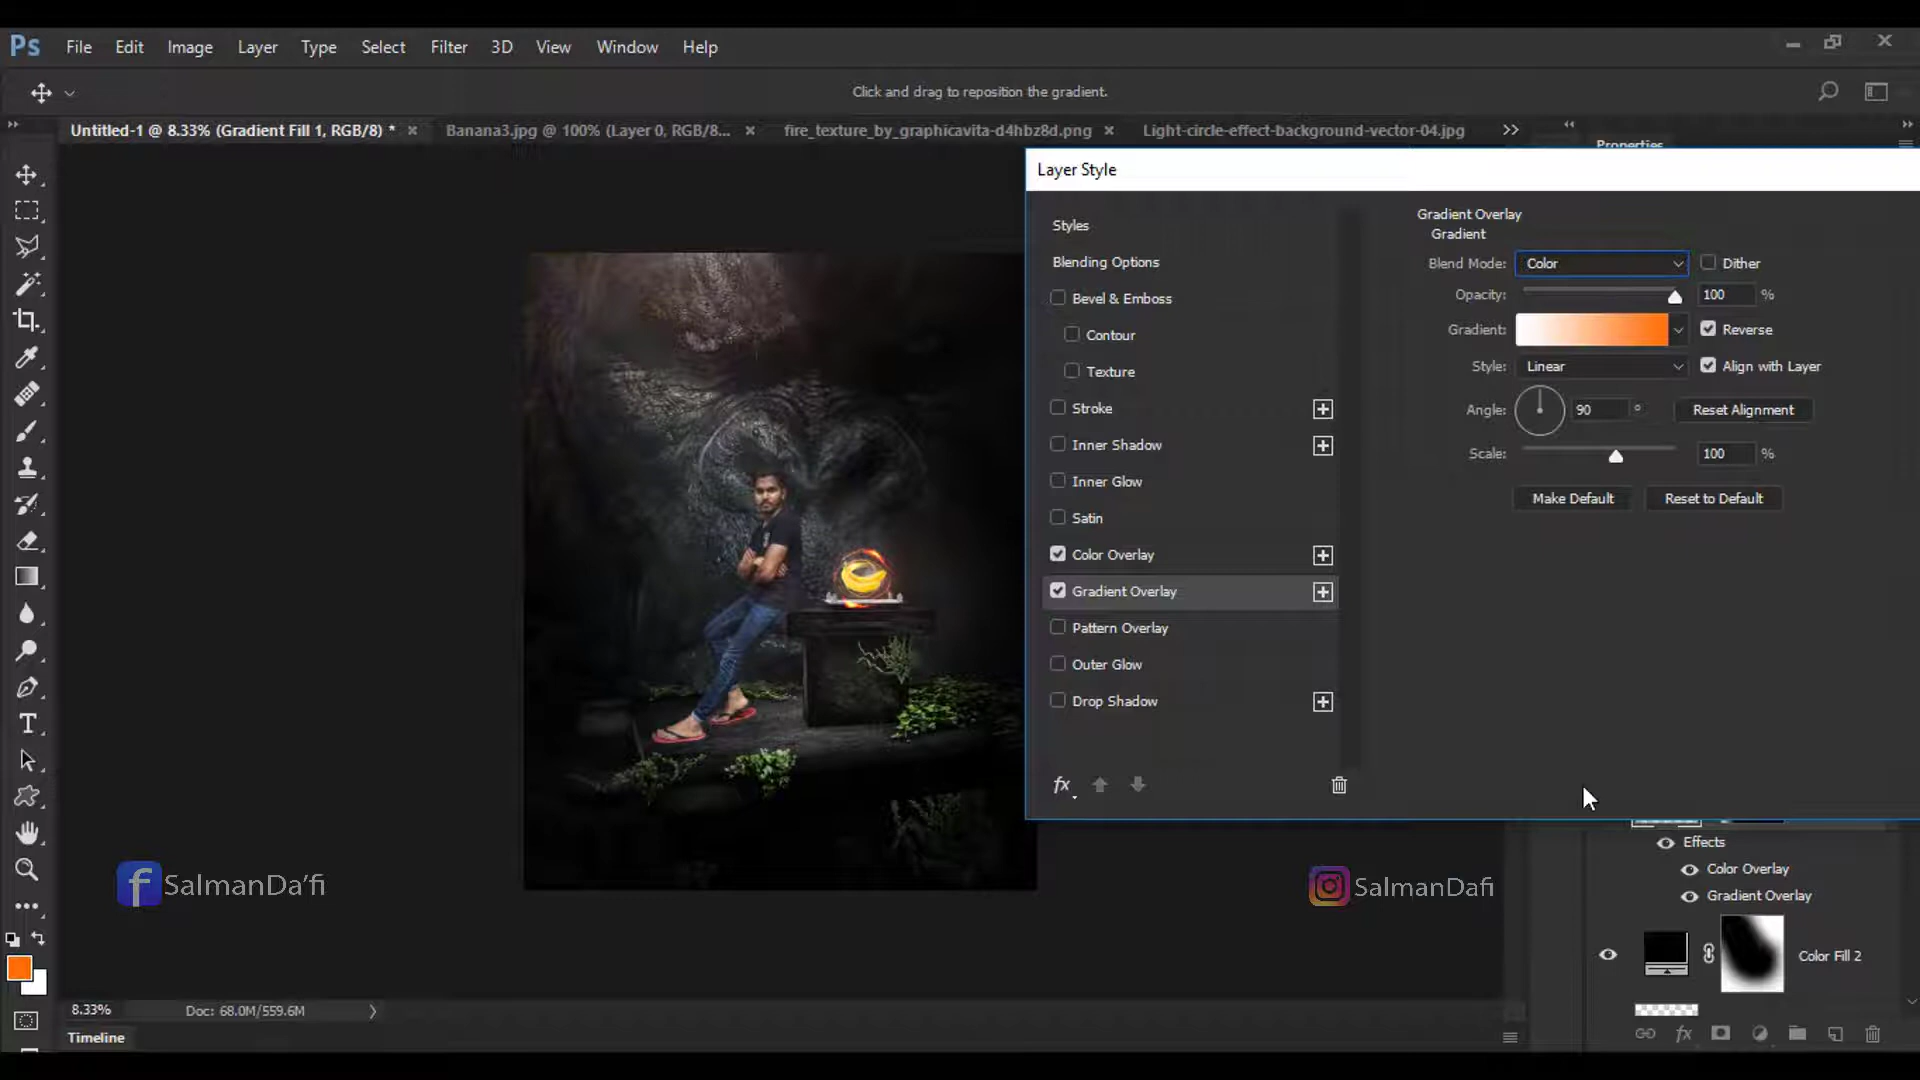 Ps File Edit Image Layer Type Select Filter 3D View Window Help
Click and drag to reposition the gradient.
Untitled-1 @ 8.33% (Gradient Fill 1, RGB/8) *
Banana3.jpg @ 100% (Layer 0, RGB/8...
fire_texture_by_graphicavita-d4hbz8d.png
Light-circle-effect-background-vector-04.jpg
Properties
Layer Style
Styles
Blending Options
Bevel & Emboss
Contour
Texture
Stroke
Inner Shadow
Inner Glow
Satin
Color Overlay
Gradient Overlay
Pattern Overlay
Outer Glow
Drop Shadow
fx
Gradient Overlay
Gradient
Blend Mode: Color Dither
Opacity: 100 %
Gradient: Reverse
Style: Linear Align with Layer
Angle: 90 ° Reset Alignment
Scale: 100 %
Make Default Reset to Default
Effects
Color Overlay
Gradient Overlay
Color Fill 2
fx
f SalmanDa'fi
SalmanDafi
8.33% Doc: 68.0M/559.6M
Timeline